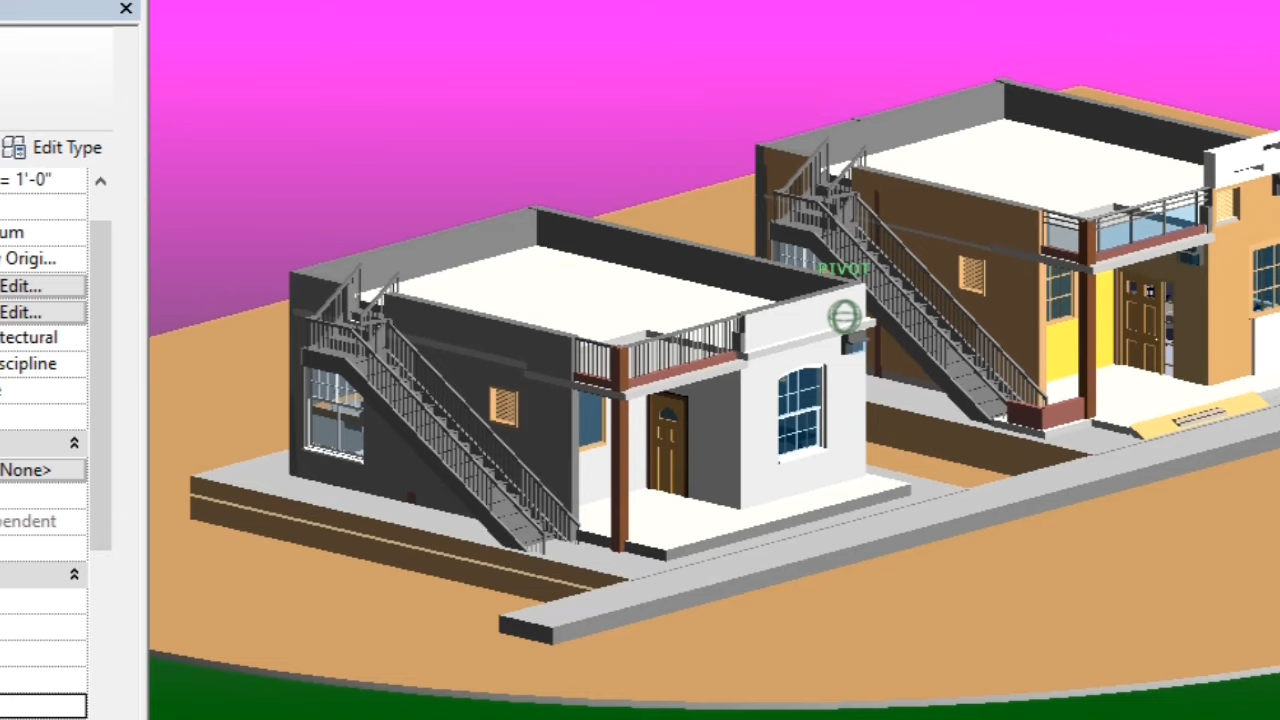 Edit Type
= 1'-0"
um
Origi...
Edit...
Edit...
tectural
scipline
None>
pendent
PIVOT